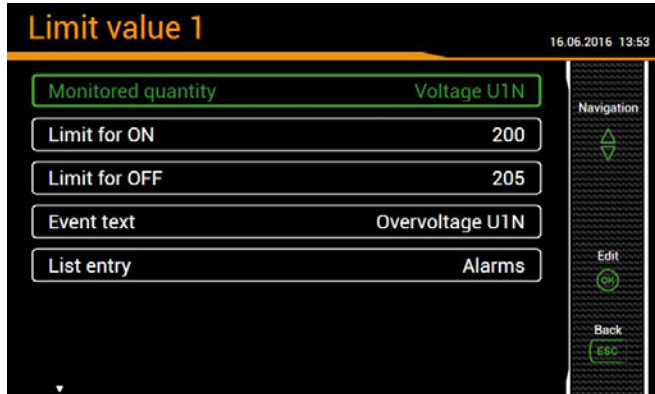 Limit value 1
16.06.2016 13:53
Monitored quantity Voltage U1N
Navigation
Limit for ON 200
Limit for OFF 205
Event text Overvoltage U1N
List entry Alarms
Edit
OK
Back
ESC